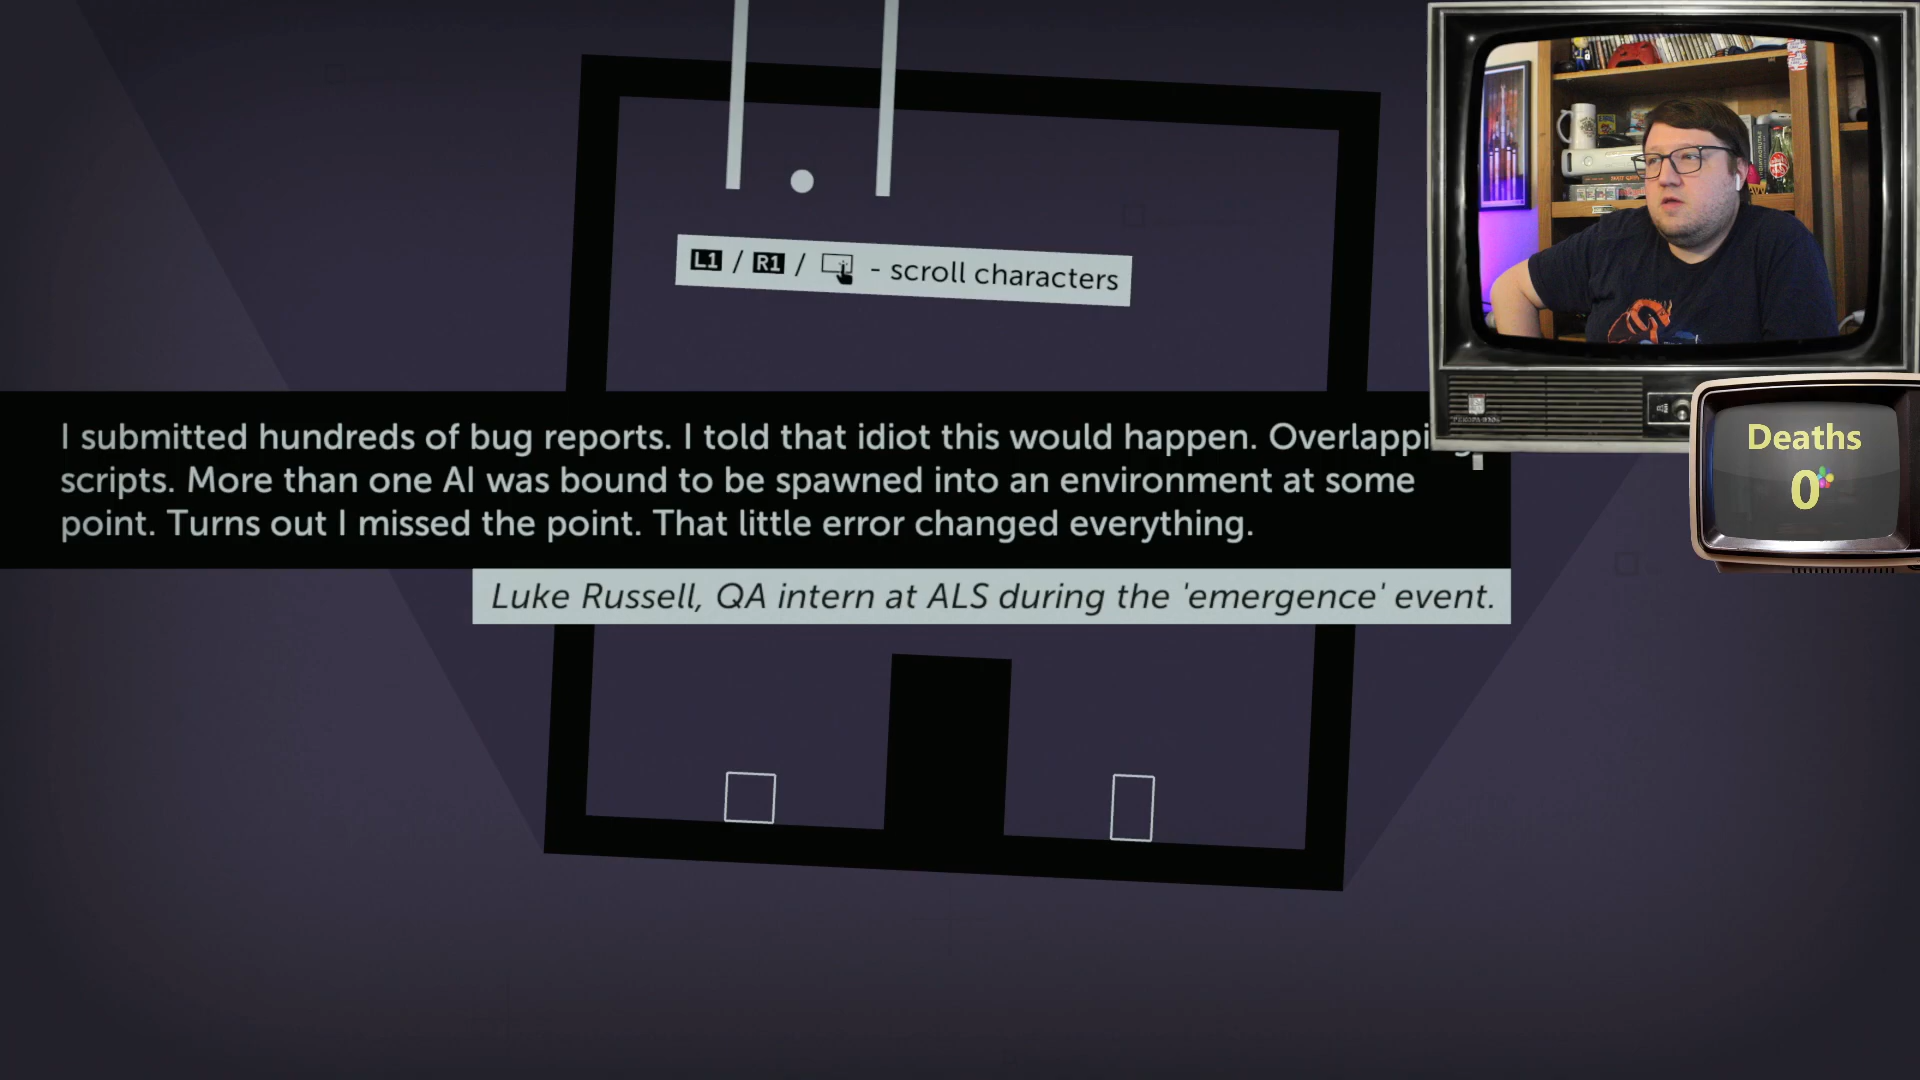 L1 / R1 / - scroll characters
I submitted hundreds of bug reports. I told that idiot this would happen. Overlapping
scripts. More than one AI was bound to be spawned into an environment at some
point. Turns out I missed the point. That little error changed everything.
Luke Russell, QA intern at ALS during the 'emergence' event.
Deaths
0